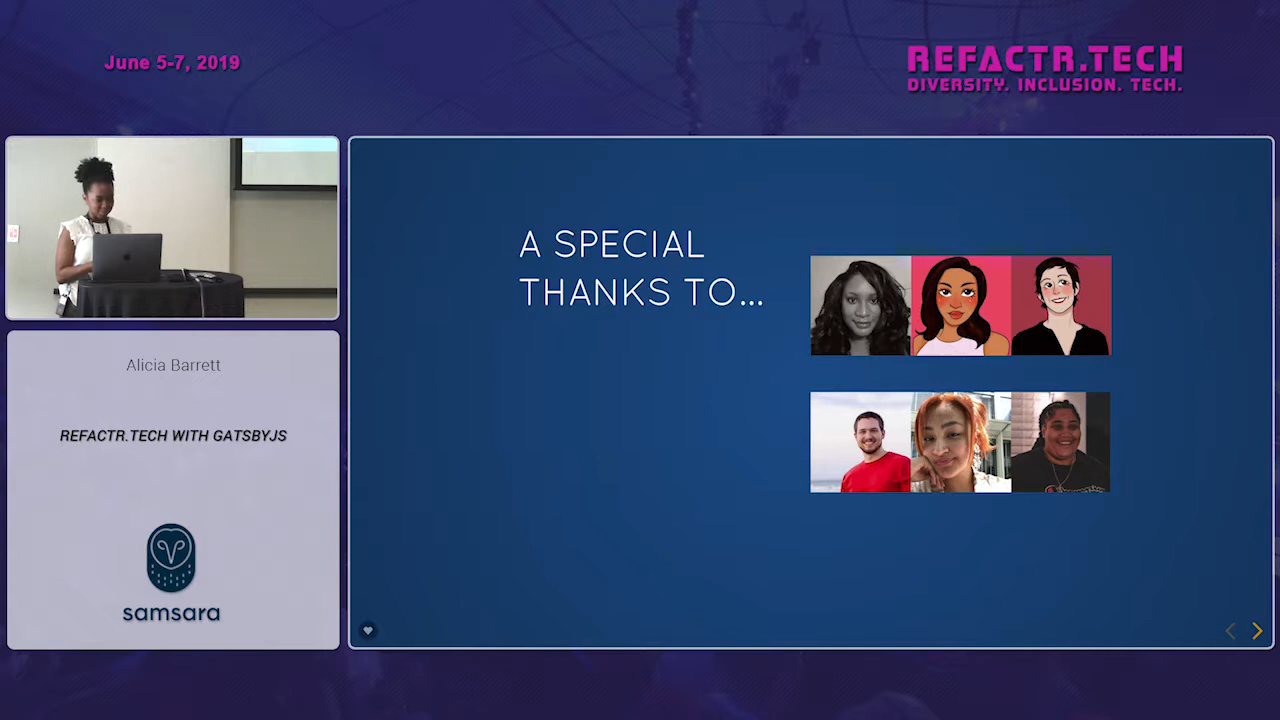 June 5-7, 2019
REFACTR.TECH
DIVERSITY. INCLUSION. TECH.
Alicia Barrett
REFACTR.TECH WITH GATSBYJS
samsara
A SPECIAL
THANKS TO...